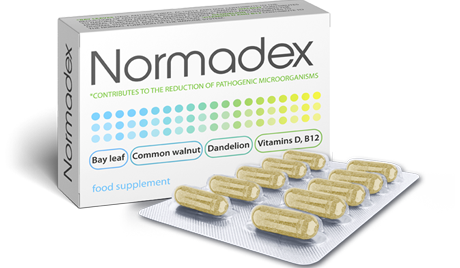 Normadex
*CONTRIBUTES TO THE REDUCTION OF PATHOGENIC MICROORGANISMS
Bay leaf
Common walnut
Dandelion
Vitamins D, B12
food supplement
Normadex